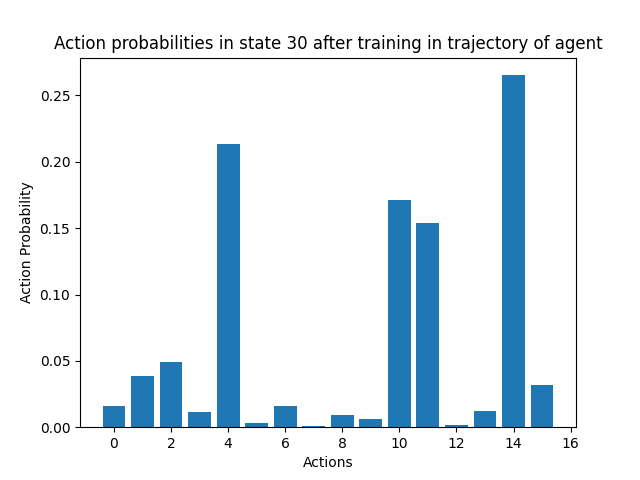 Action probabilities in state 30 after training in trajectory of agent
0.25
0.20
0.15
0.10
0.05
0.00
Action Probability
0 2 4 6 8 10 12 14 16
Actions